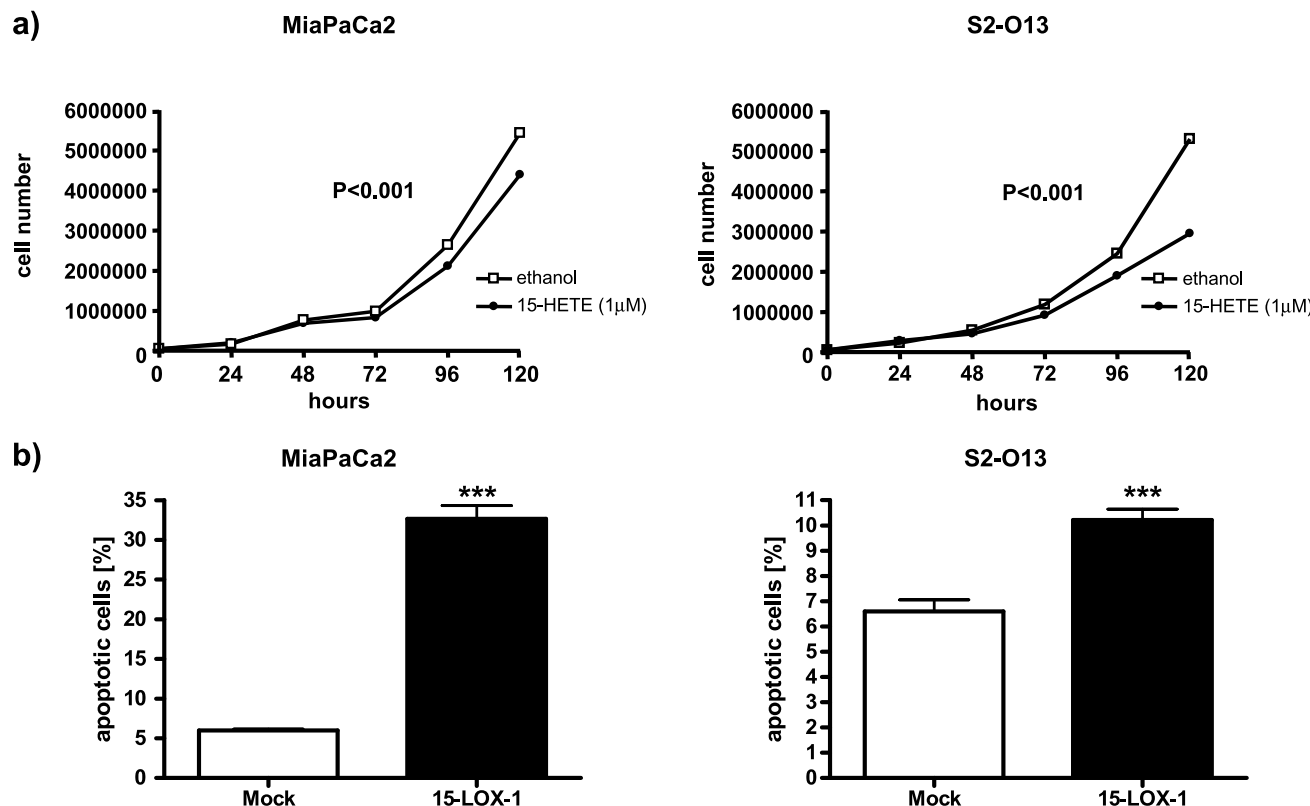 a)
MiaPaCa2
cell number
6000000
5000000
4000000
3000000
2000000
1000000
0
P<0.001
ethanol
15-HETE (1µM)
0 24 48 72 96 120
hours
S2-O13
cell number
6000000
5000000
4000000
3000000
2000000
1000000
0
P<0.001
ethanol
15-HETE (1µM)
0 24 48 72 96 120
hours
b)
MiaPaCa2
apoptotic cells [%]
35
30
25
20
15
10
5
0
***
Mock 15-LOX-1
S2-O13
apoptotic cells [%]
11
10
9
8
7
6
5
4
3
2
1
0
***
Mock 15-LOX-1